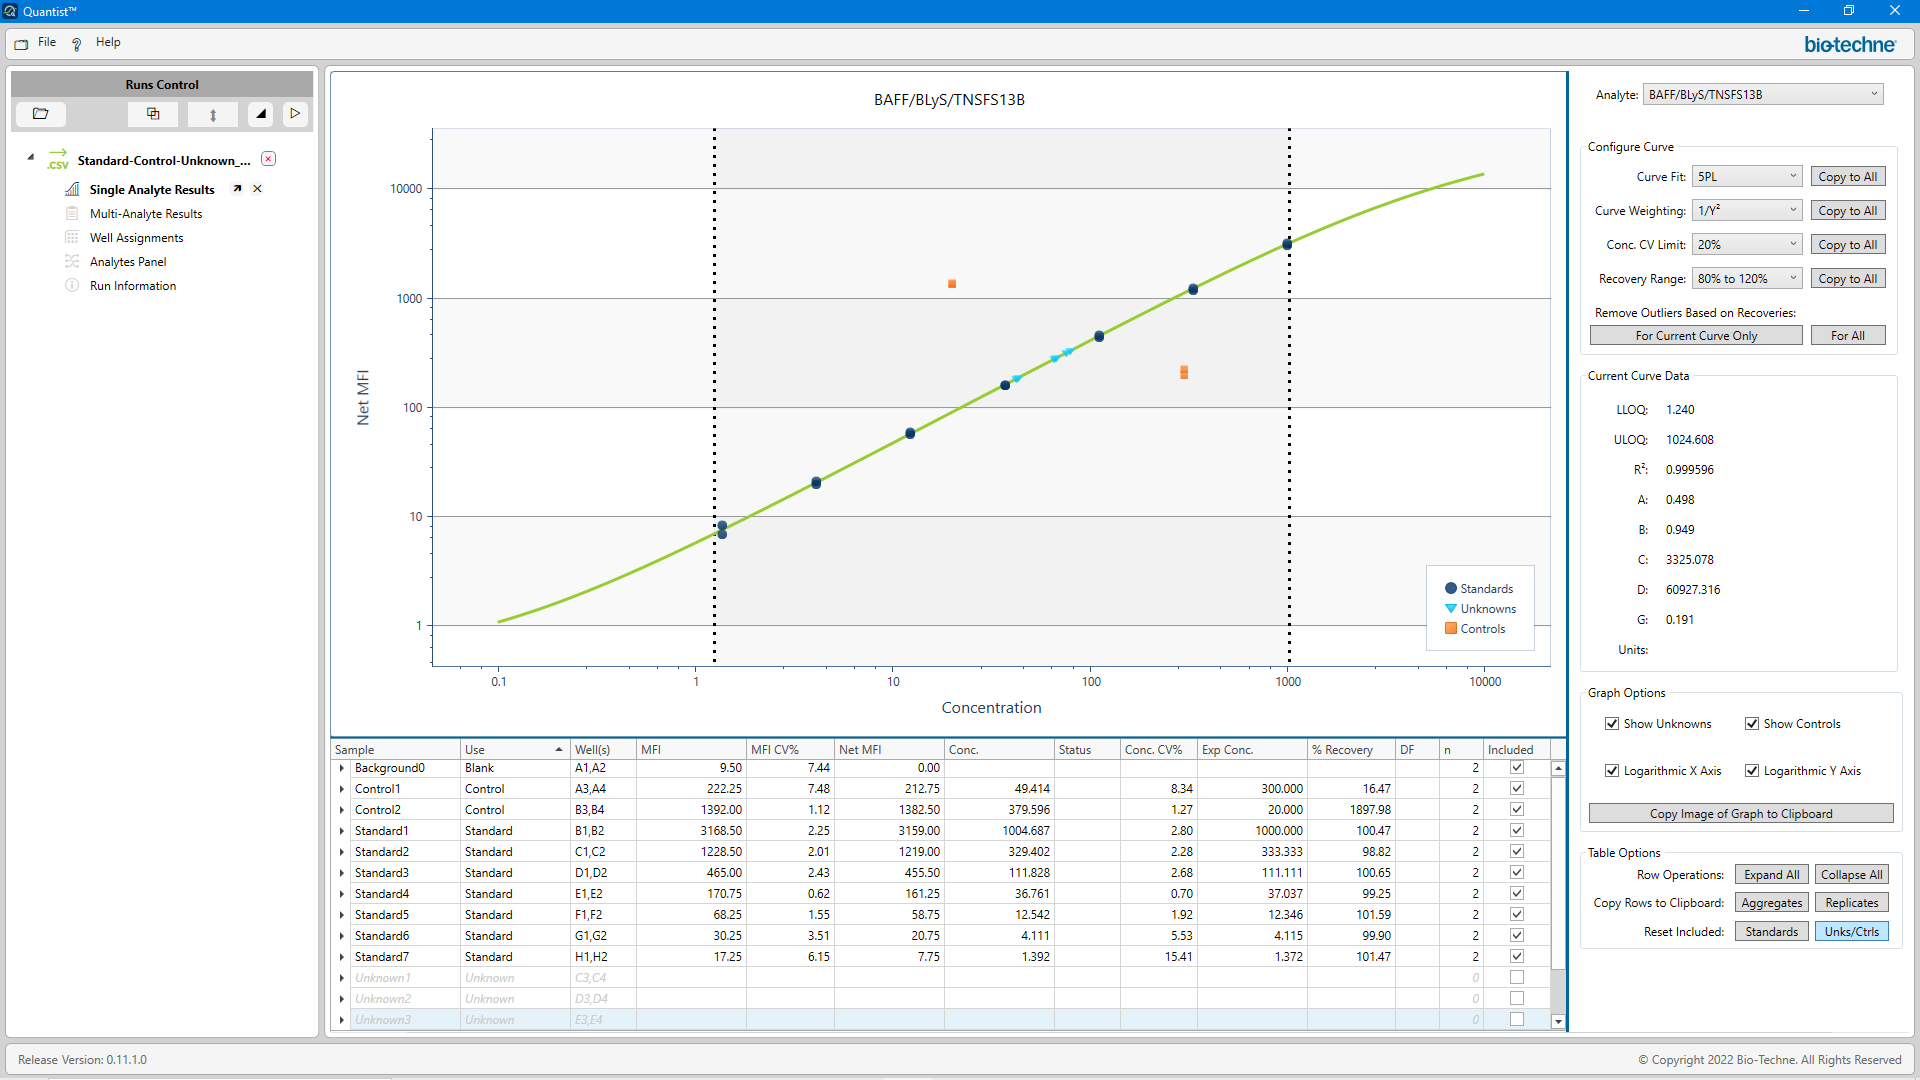 Quantist™
File Help
bio-techne
Runs Control
.CSV Standard-Control-Unknown_...
Single Analyte Results
Multi-Analyte Results
Well Assignments
Analytes Panel
Run Information
BAFF/BLyS/TNSFS13B
Net MFI
10000
1000
100
10
1
0.1 1 10 100 1000 10000
Concentration
Standards
Unknowns
Controls
Sample Use Well(s) MFI MFI CV% Net MFI Conc. Status Conc. CV% Exp Conc. % Recovery DF n Included
Background0 Blank A1,A2 9.50 7.44 0.00 2
Control1 Control A3,A4 222.25 7.48 212.75 49.414 8.34 300.000 16.47 2
Control2 Control B3,B4 1392.00 1.12 1382.50 379.596 1.27 20.000 1897.98 2
Standard1 Standard B1,B2 3168.50 2.25 3159.00 1004.687 2.80 1000.000 100.47 2
Standard2 Standard C1,C2 1228.50 2.01 1219.00 329.402 2.28 333.333 98.82 2
Standard3 Standard D1,D2 465.00 2.43 455.50 111.828 2.68 111.111 100.65 2
Standard4 Standard E1,E2 170.75 0.62 161.25 36.761 0.70 37.037 99.25 2
Standard5 Standard F1,F2 68.25 1.55 58.75 12.542 1.92 12.346 101.59 2
Standard6 Standard G1,G2 30.25 3.51 20.75 4.111 5.53 4.115 99.90 2
Standard7 Standard H1,H2 17.25 6.15 7.75 1.392 15.41 1.372 101.47 2
Unknown1 Unknown C3,C4 0
Unknown2 Unknown D3,D4 0
Unknown3 Unknown E3,E4 0
Analyte: BAFF/BLyS/TNSFS13B
Configure Curve
Curve Fit: 5PL Copy to All
Curve Weighting: 1/Y² Copy to All
Conc. CV Limit: 20% Copy to All
Recovery Range: 80% to 120% Copy to All
Remove Outliers Based on Recoveries:
For Current Curve Only For All
Current Curve Data
LLOQ: 1.240
ULOQ: 1024.608
R²: 0.999596
A: 0.498
B: 0.949
C: 3325.078
D: 60927.316
G: 0.191
Units:
Graph Options
Show Unknowns Show Controls
Logarithmic X Axis Logarithmic Y Axis
Copy Image of Graph to Clipboard
Table Options
Row Operations: Expand All Collapse All
Copy Rows to Clipboard: Aggregates Replicates
Reset Included: Standards Unks/Ctrls
Release Version: 0.11.1.0
© Copyright 2022 Bio-Techne. All Rights Reserved